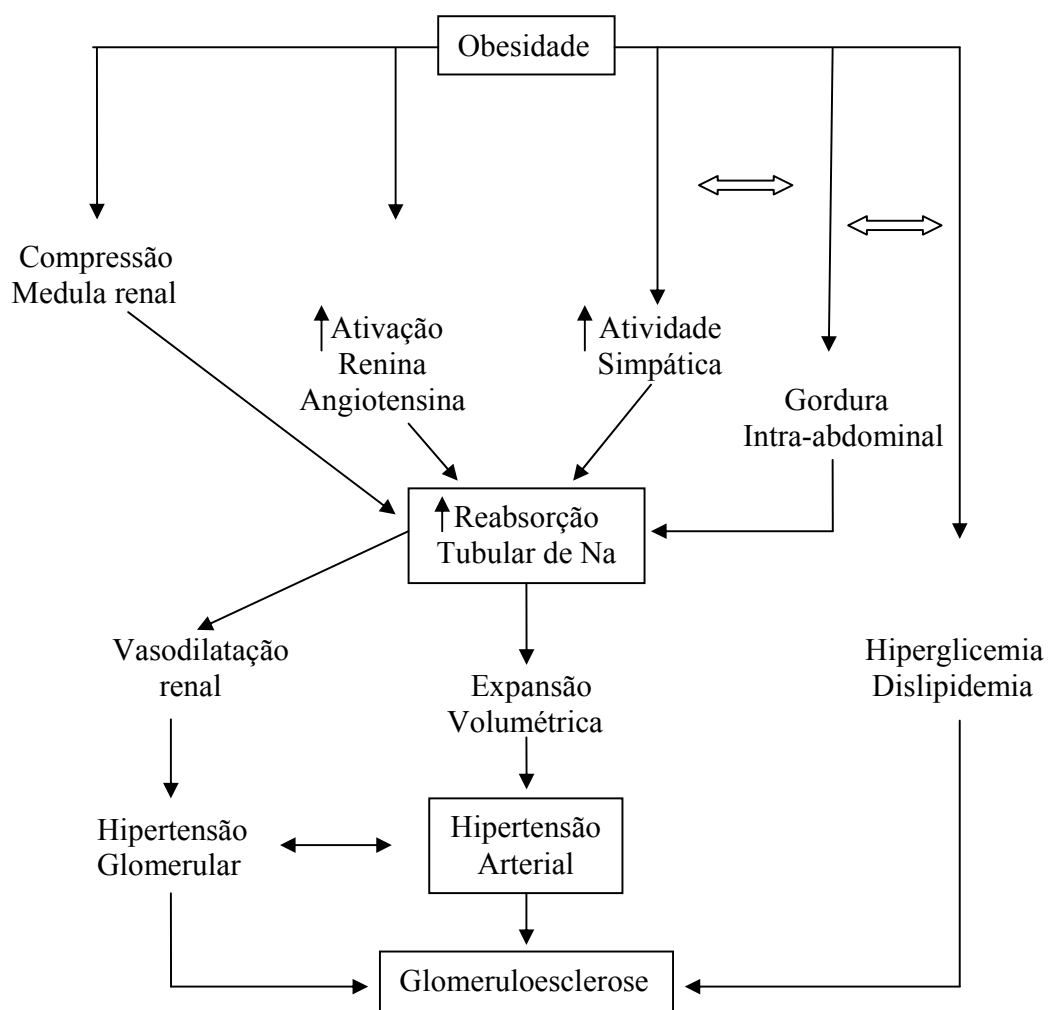 Obesidade
Compressão
Medula renal
Ativação
Renina
Angiotensina
Atividade
Simpática
Gordura
Intra-abdominal
Reabsorção
Tubular de Na
Vasodilatação
renal
Expansão
Volumétrica
Hiperglicemia
Dislipidemia
Hipertensão
Glomerular
Hipertensão
Arterial
Glomeruloesclerose